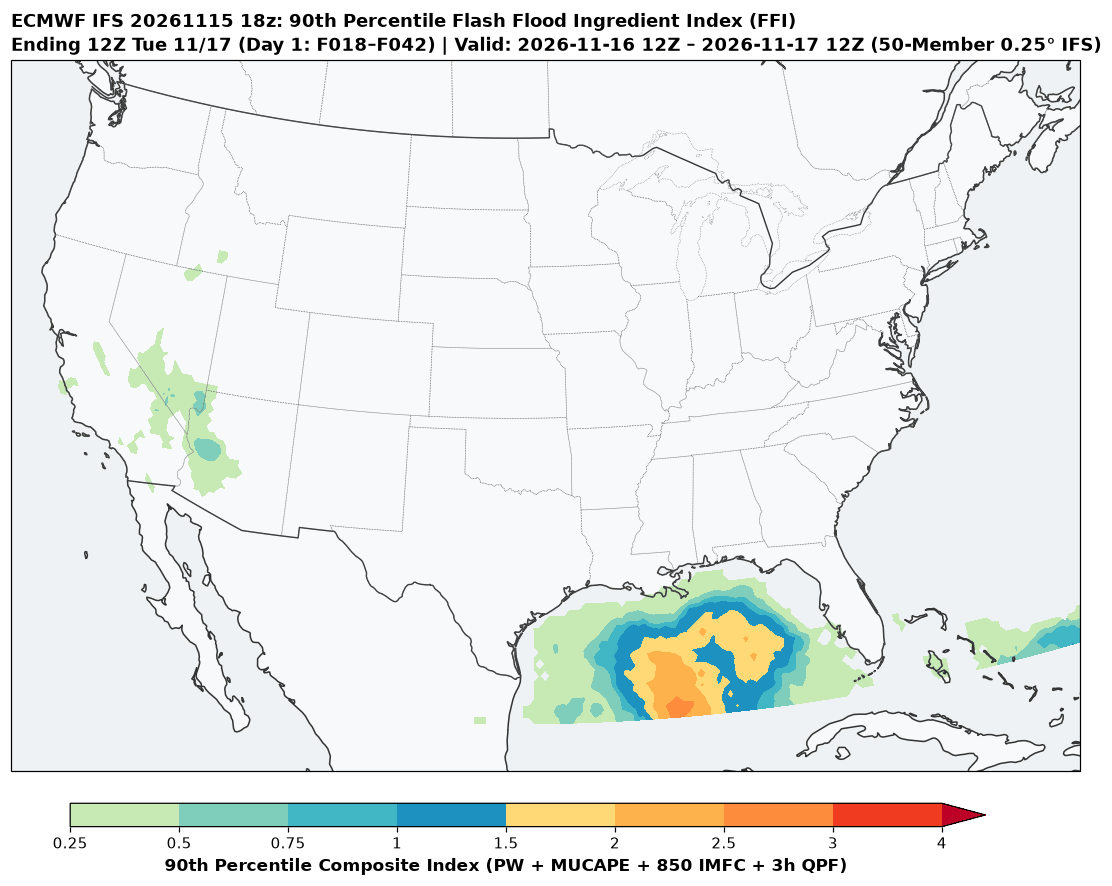 ECMWF IFS 20261115 18z: 90th Percentile Flash Flood Ingredient Index (FFI)
Ending 12Z Tue 11/17 (Day 1: F018–F042) | Valid: 2026-11-16 12Z – 2026-11-17 12Z (50-Member 0.25° IFS)
0.25 0.5 0.75 1 1.5 2 2.5 3 4
90th Percentile Composite Index (PW + MUCAPE + 850 IMFC + 3h QPF)